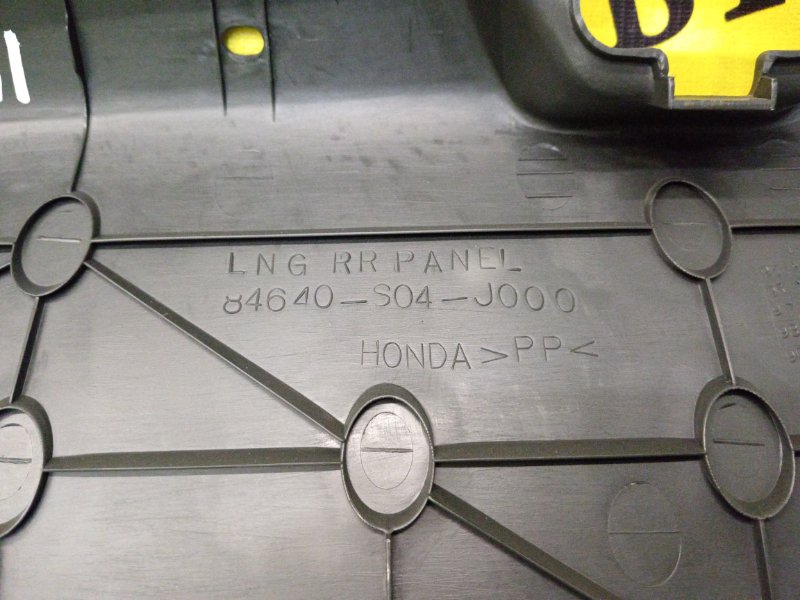 LNG RR PANEL
84640-S04-J000
HONDA >PP<